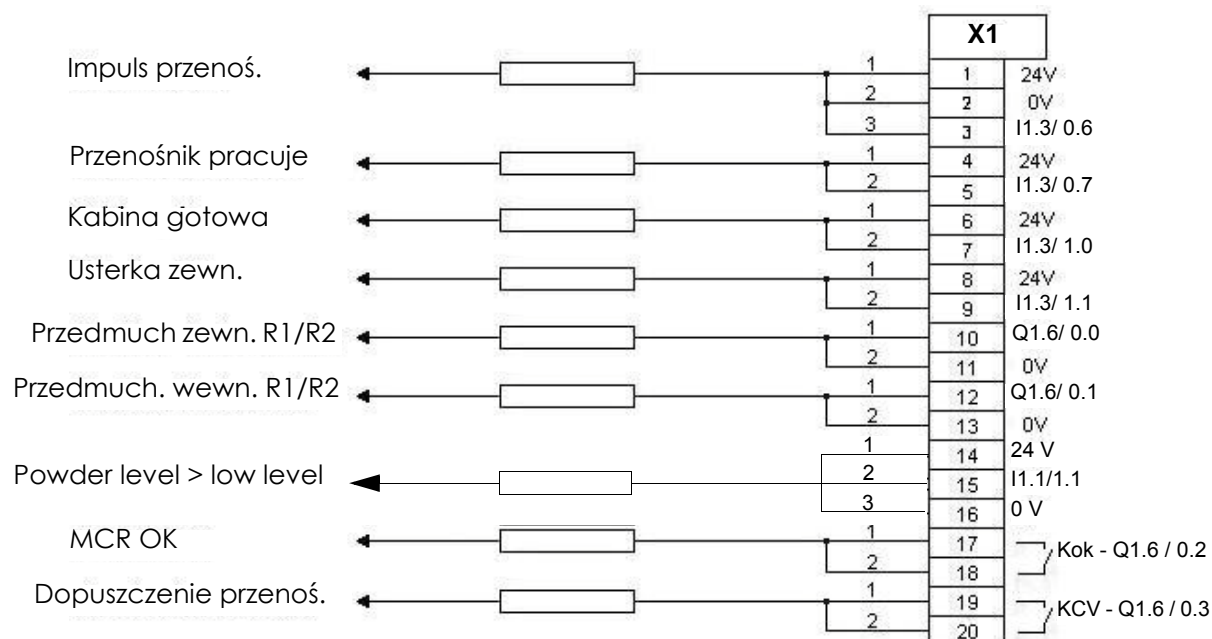 X1
Impuls przenoś. 1 1 24V
2 2 0V
3 3 I1.3/ 0.6
Przenośnik pracuje 1 4 24V
2 5 I1.3/ 0.7
Kabina gotowa 1 6 24V
2 7 I1.3/ 1.0
Usterka zewn. 1 8 24V
2 9 I1.3/ 1.1
Przedmuch zewn. R1/R2 1 10 Q1.6/ 0.0
2 11 0V
Przedmuch. wewn. R1/R2 1 12 Q1.6/ 0.1
2 13 0V
1 14 24 V
Powder level > low level 2 15 I1.1/1.1
3 16 0 V
MCR OK 1 17 Kok - Q1.6 / 0.2
2 18
Dopuszczenie przenoś. 1 19 KCV - Q1.6 / 0.3
2 20